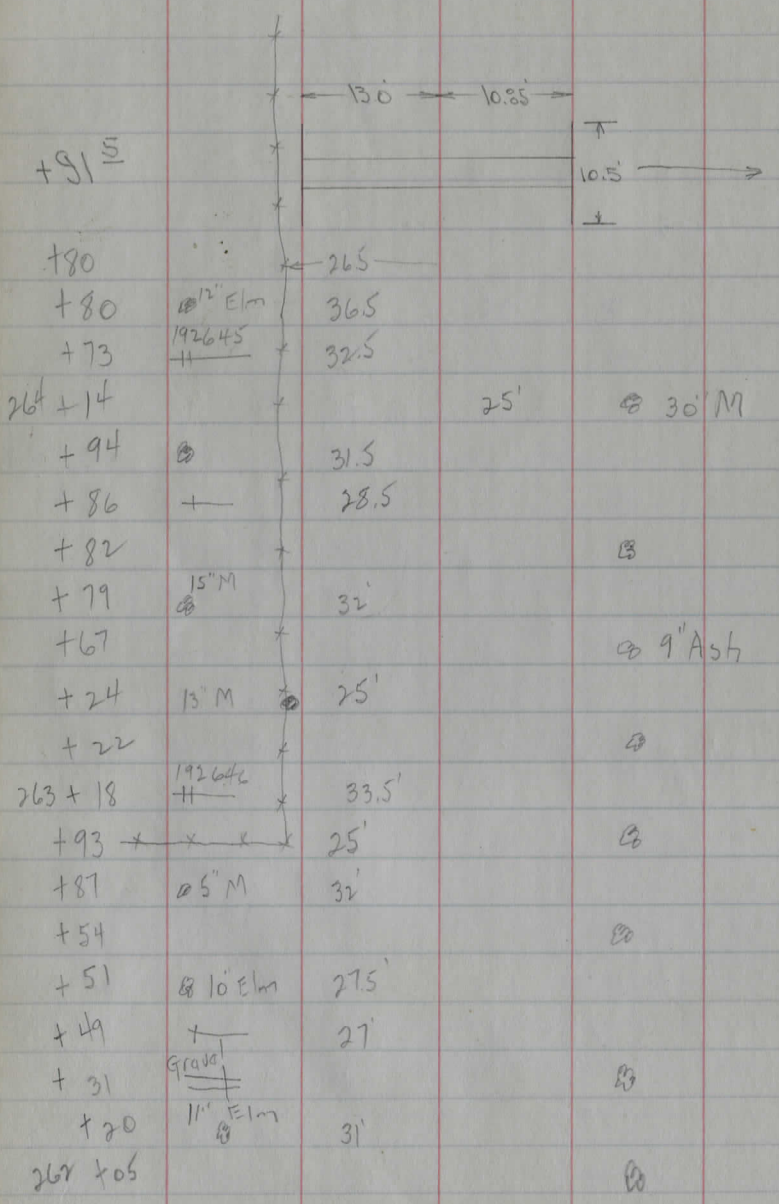 13.0' 10.85'
+91 5 10.5'
+80 26.5
+80 12" Elm 36.5
+73 192645 32.5
264 +14 25' 30" M
+94 31.5
+86 28.5
+82
+79 15" M 32'
+67 9" Ash
+24 13" M 25'
+22
263 + 18 192646 33.5'
+93 25'
+87 5" M 32'
+54
+51 10" Elm 27.5'
+49 27'
+31
+20 11" Elm 31'
262 +05